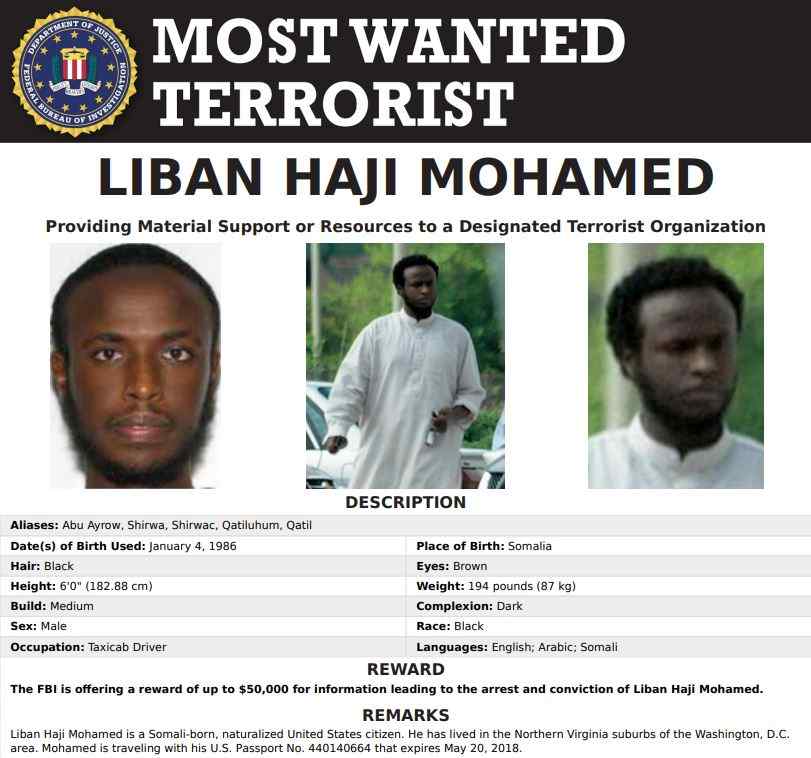 DEPARTMENT OF JUSTICE
FEDERAL BUREAU OF INVESTIGATION
MOST WANTED
TERRORIST
LIBAN HAJI MOHAMED
Providing Material Support or Resources to a Designated Terrorist Organization
DESCRIPTION
Aliases: Abu Ayrow, Shirwa, Shirwac, Qatiluhum, Qatil
Date(s) of Birth Used: January 4, 1986
Place of Birth: Somalia
Hair: Black
Eyes: Brown
Height: 6'0" (182.88 cm)
Weight: 194 pounds (87 kg)
Build: Medium
Complexion: Dark
Sex: Male
Race: Black
Occupation: Taxicab Driver
Languages: English; Arabic; Somali
REWARD
The FBI is offering a reward of up to $50,000 for information leading to the arrest and conviction of Liban Haji Mohamed.
REMARKS
Liban Haji Mohamed is a Somali-born, naturalized United States citizen. He has lived in the Northern Virginia suburbs of the Washington, D.C.
area. Mohamed is traveling with his U.S. Passport No. 440140664 that expires May 20, 2018.